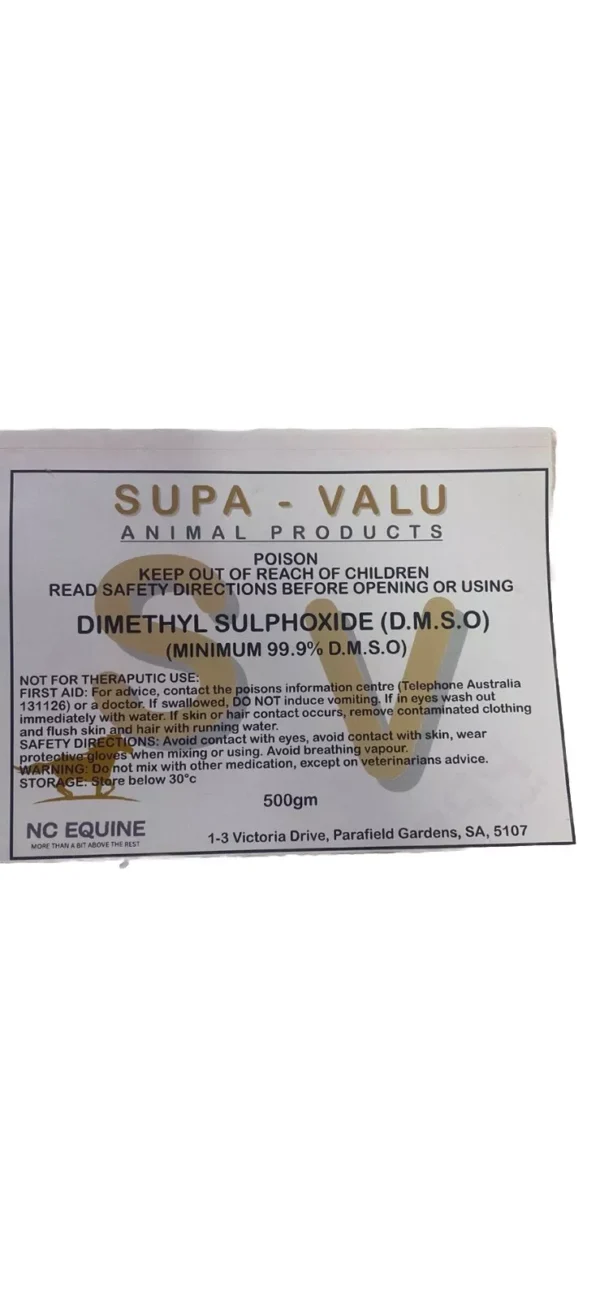 SUPA - VALU
ANIMAL PRODUCTS
POISON
KEEP OUT OF REACH OF CHILDREN
READ SAFETY DIRECTIONS BEFORE OPENING OR USING
DIMETHYL SULPHOXIDE (D.M.S.O)
(MINIMUM 99.9% D.M.S.O)
NOT FOR THERAPUTIC USE:
FIRST AID: For advice, contact the poisons information centre (Telephone Australia
131126) or a doctor. If swallowed, DO NOT induce vomiting. If in eyes wash out
immediately with water. If skin or hair contact occurs, remove contaminated clothing
and flush skin and hair with running water.
SAFETY DIRECTIONS: Avoid contact with eyes, avoid contact with skin, wear
protective gloves when mixing or using. Avoid breathing vapour.
WARNING: Do not mix with other medication, except on veterinarians advice.
STORAGE: Store below 30°c
500gm
NC EQUINE
MORE THAN A BIT ABOVE THE REST
1-3 Victoria Drive, Parafield Gardens, SA, 5107
SV